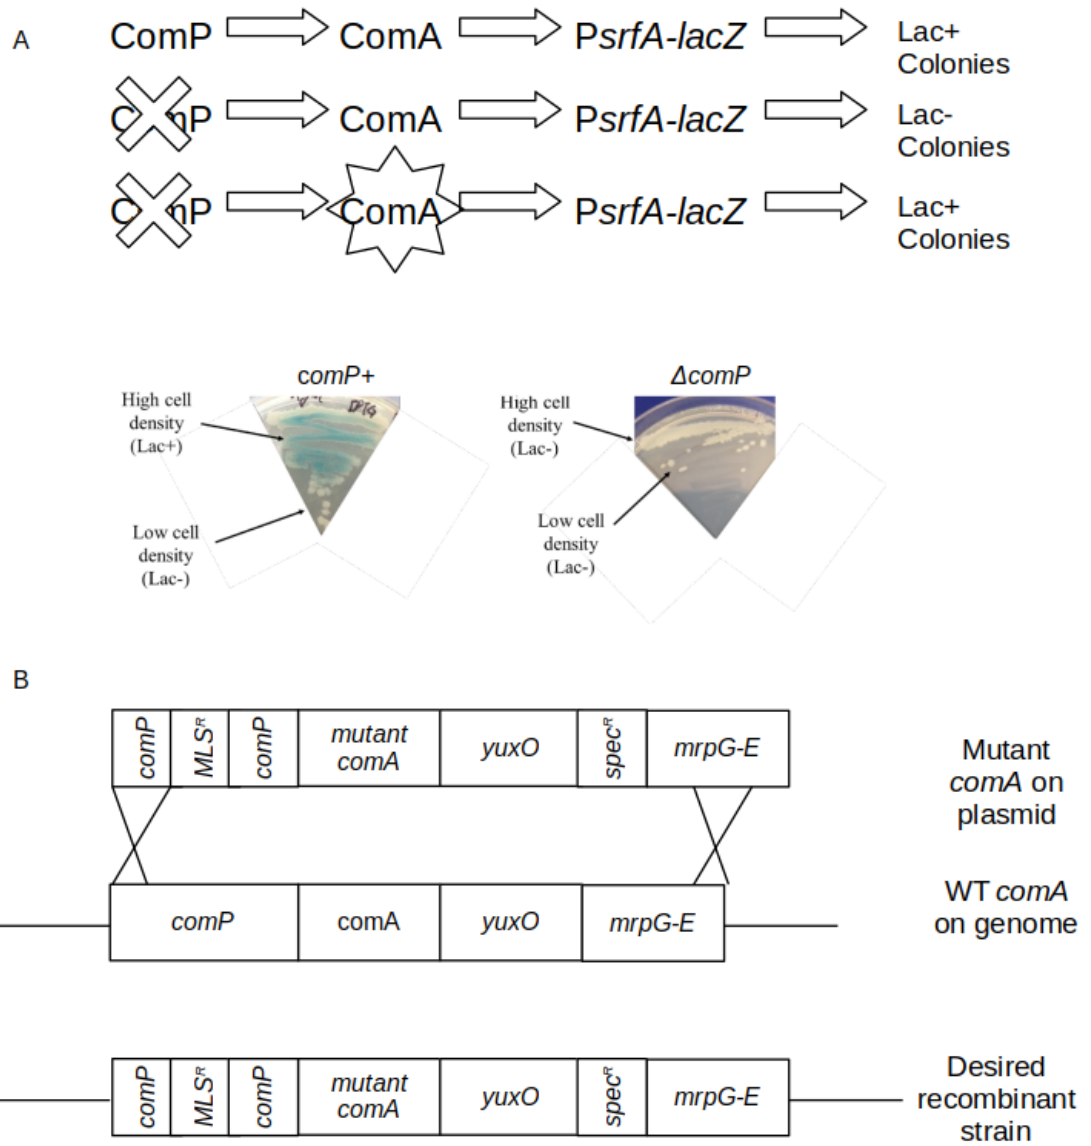 A
ComP ComA PsrfA-lacZ Lac+
Colonies
ComP ComA PsrfA-lacZ Lac-
Colonies
ComP ComA PsrfA-lacZ Lac+
Colonies
comP+
High cell
density
(Lac+)
Low cell
density
(Lac-)
ΔcomP
High cell
density
(Lac-)
Low cell
density
(Lac-)
B
comP MLSᴿ comP mutant
comA yuxO specᴿ mrpG-E
Mutant
comA on
plasmid
comP comA yuxO mrpG-E
WT comA
on genome
comP MLSᴿ comP mutant
comA yuxO specᴿ mrpG-E
Desired
recombinant
strain